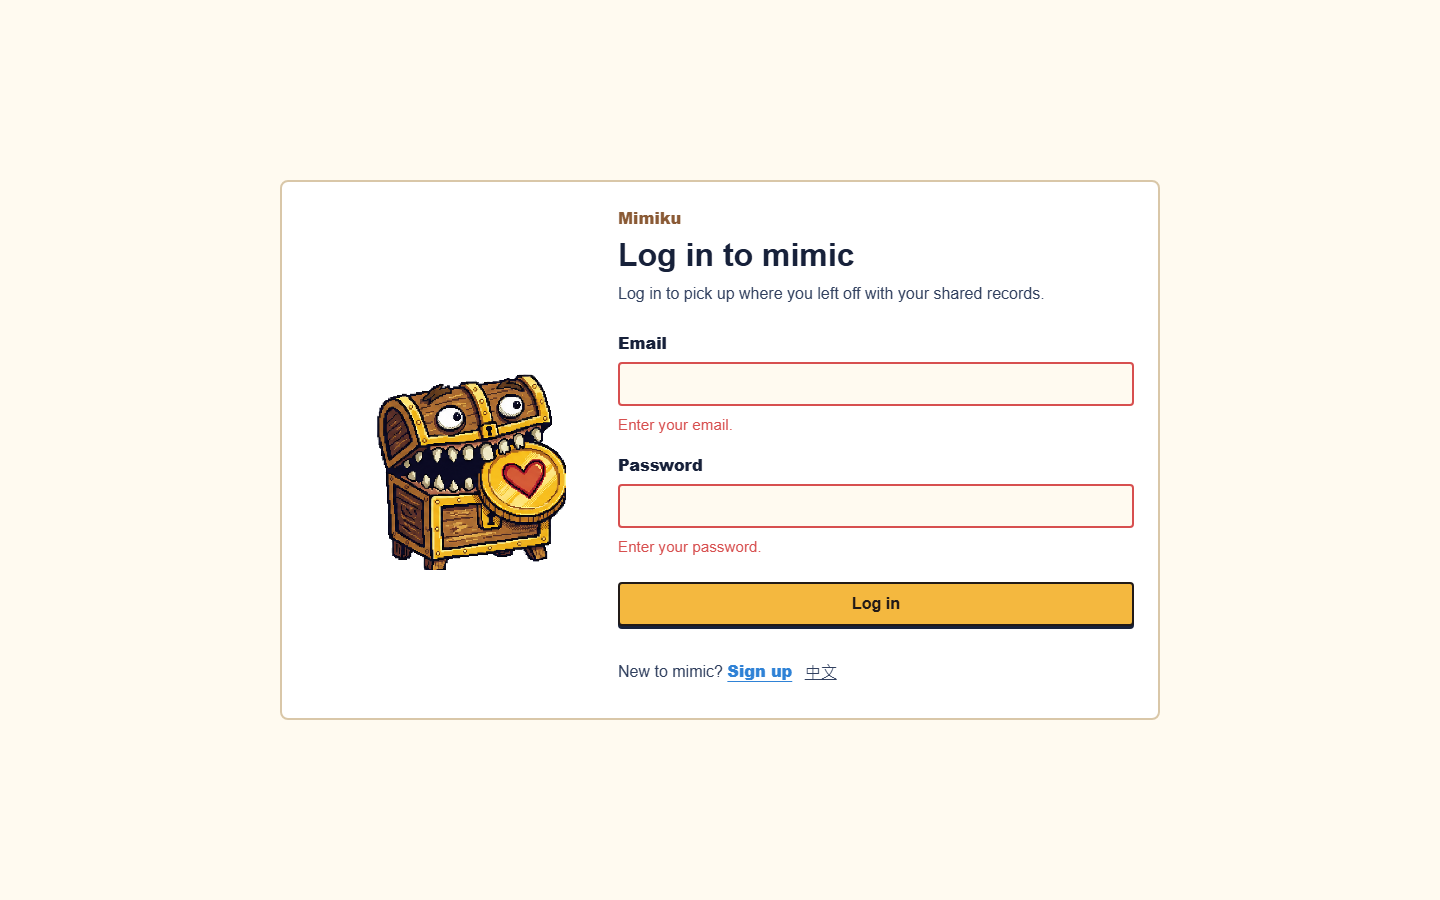 Mimiku
Log in to mimic
Log in to pick up where you left off with your shared records.
Email
Enter your email.
Password
Enter your password.
Log in
New to mimic? Sign up 中文